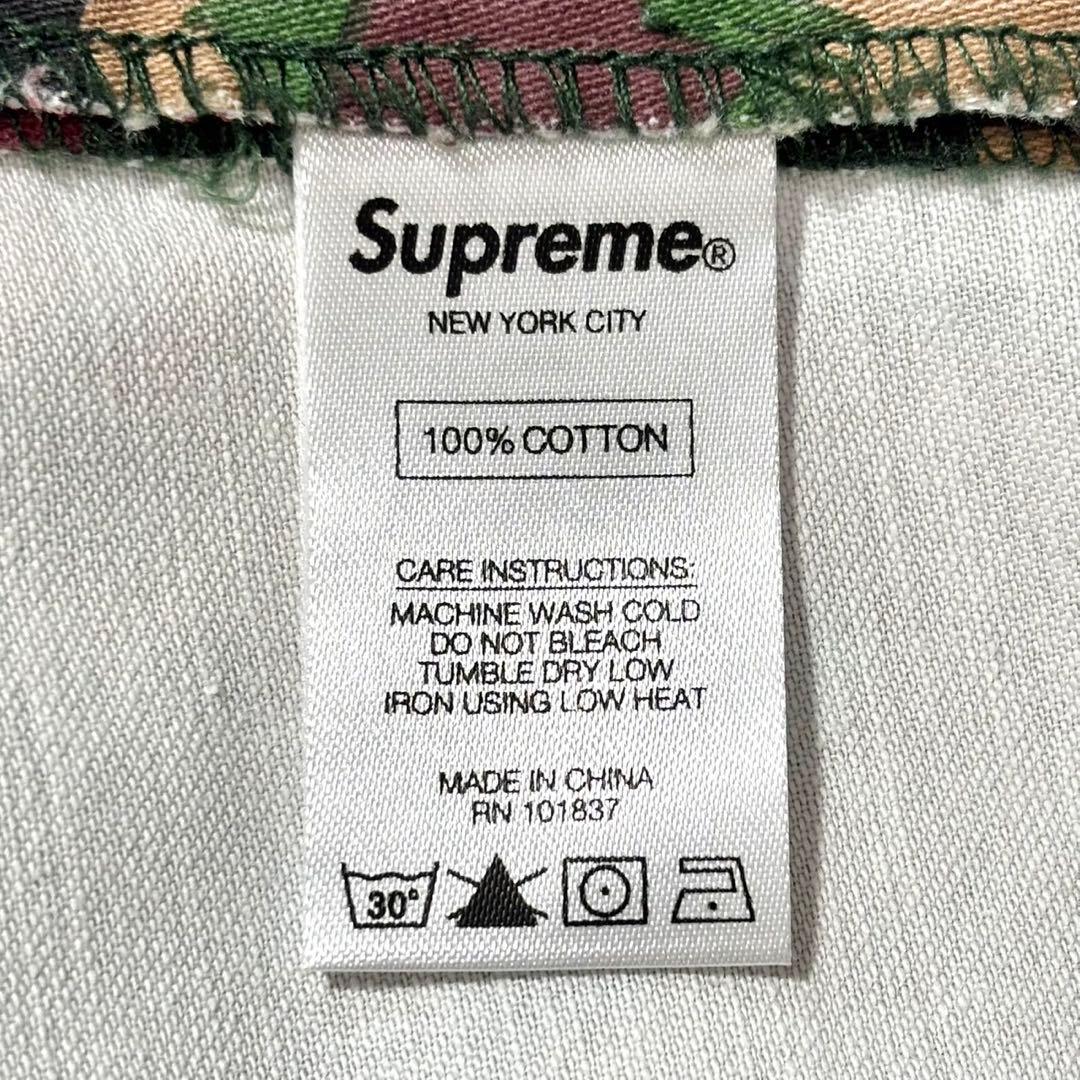 Supreme®
NEW YORK CITY
100% COTTON
CARE INSTRUCTIONS:
MACHINE WASH COLD
DO NOT BLEACH
TUMBLE DRY LOW
IRON USING LOW HEAT
MADE IN CHINA
RN 101837
30°